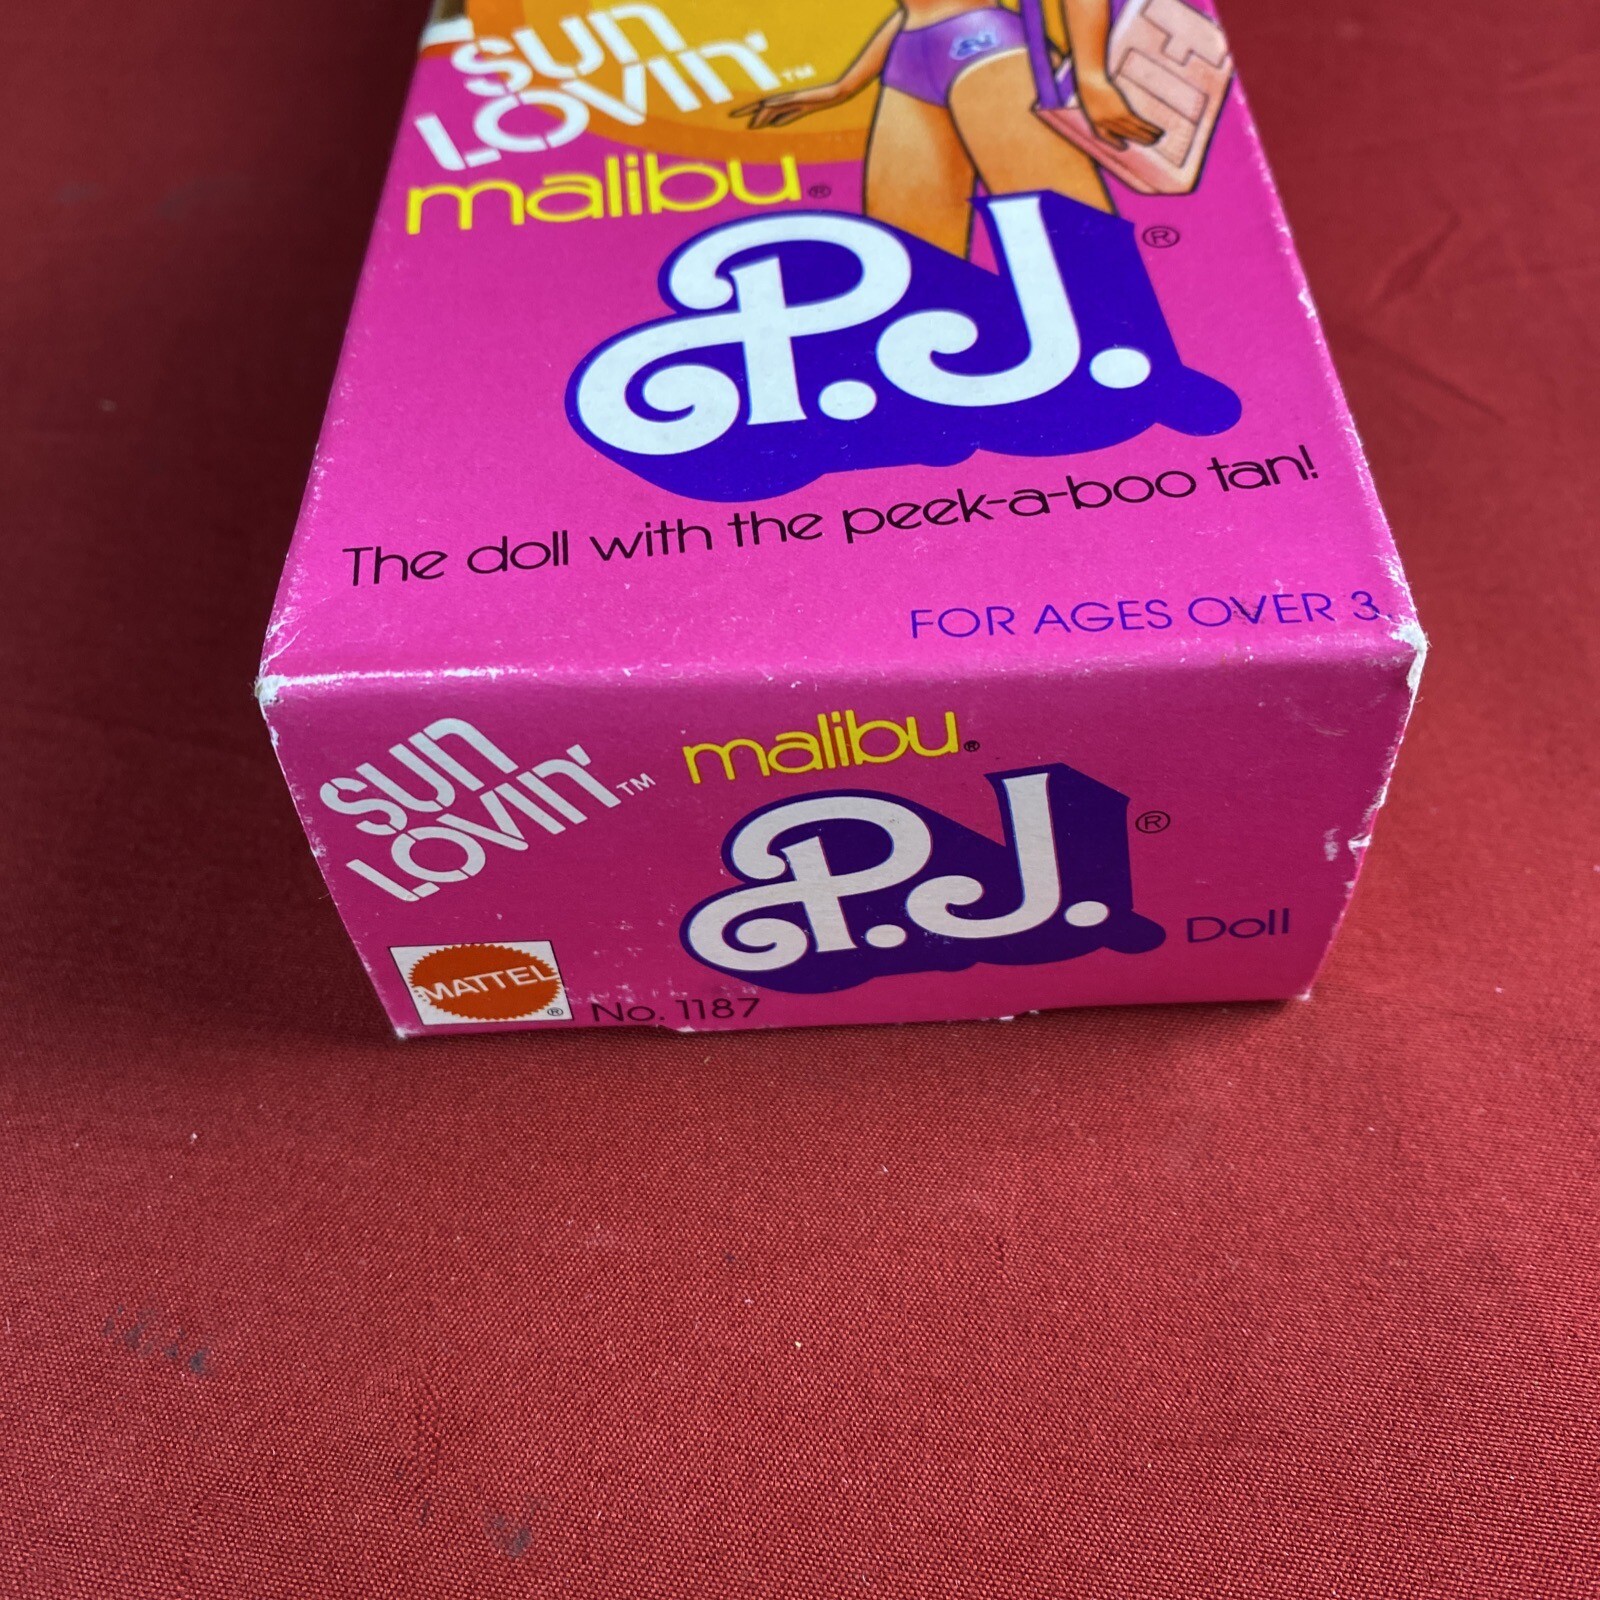 SUN
LOVIN'™
malibu®
P.J.®
The doll with the peek-a-boo tan!
FOR AGES OVER 3.
SUN
LOVIN'™
malibu®
P.J.®
Doll
MATTEL®
No. 1187